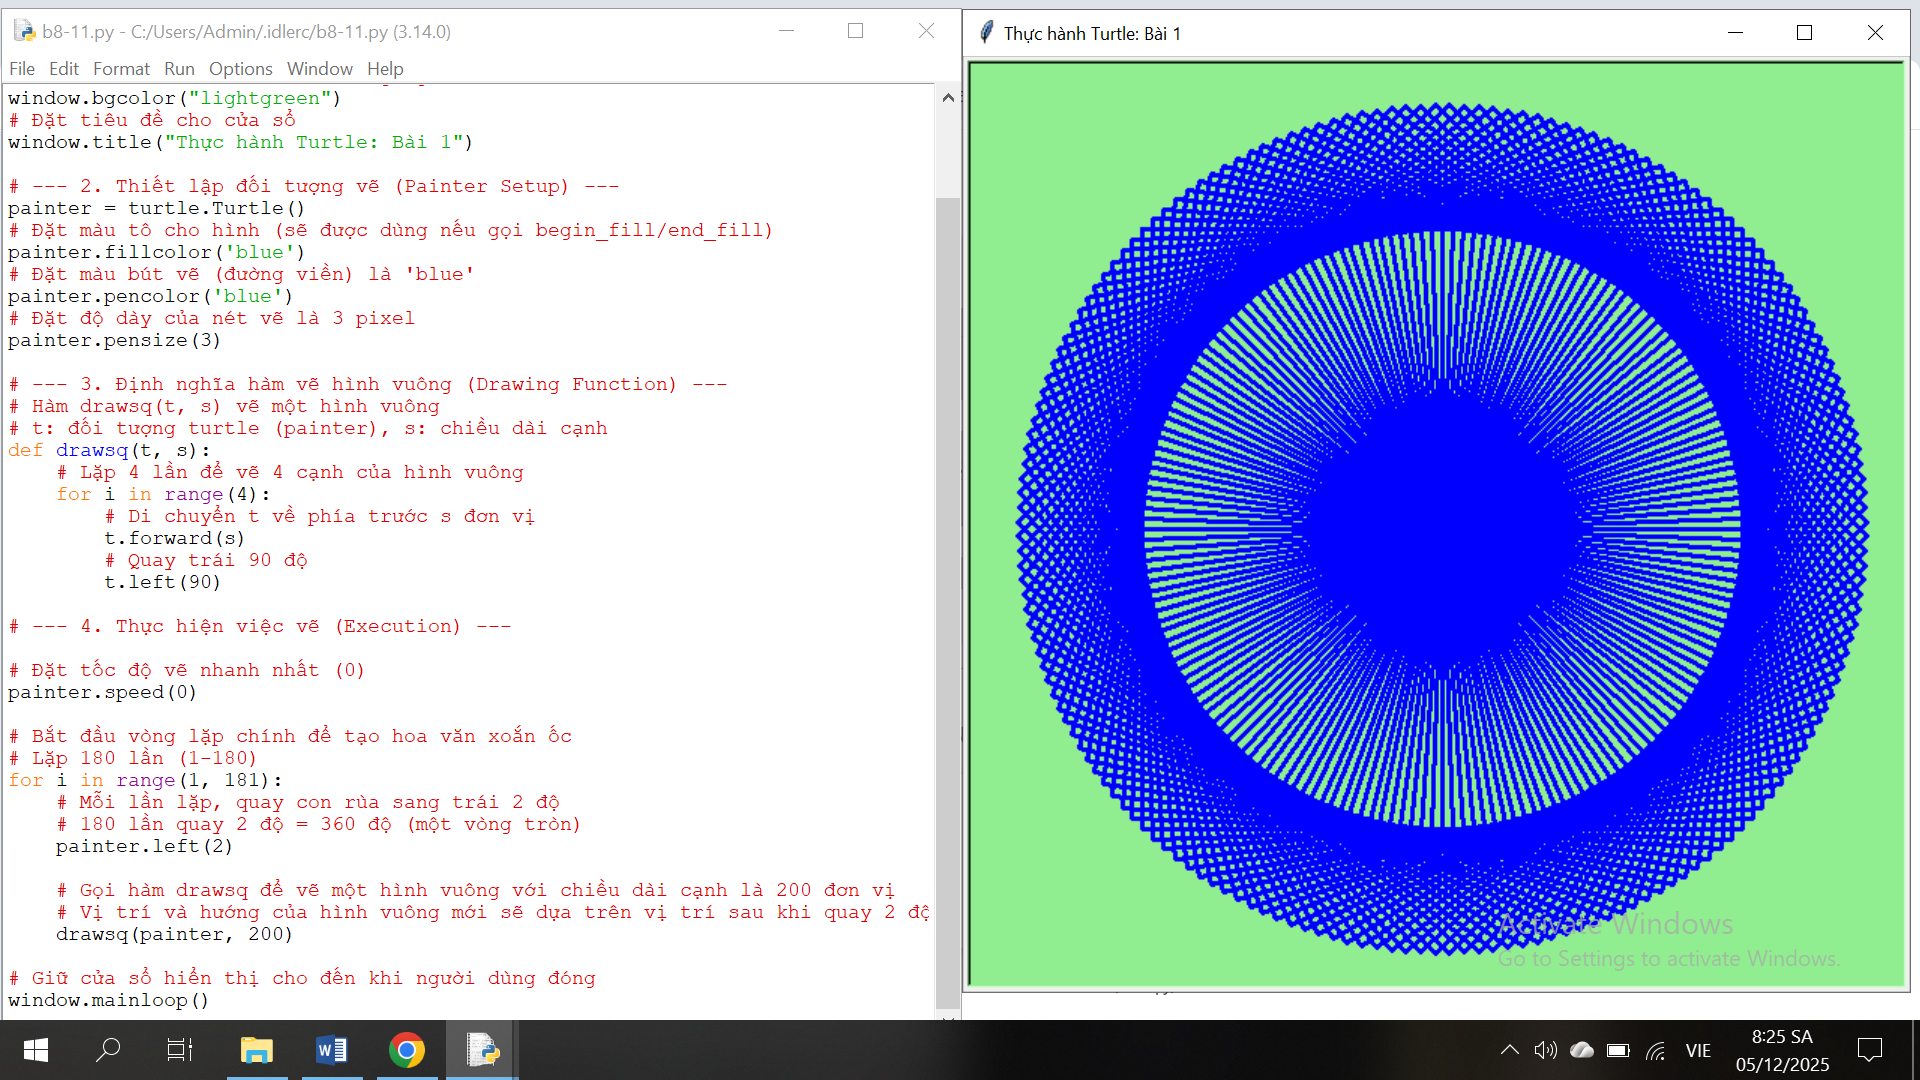 b8-11.py - C:/Users/Admin/.idlerc/b8-11.py (3.14.0)
File Edit Format Run Options Window Help
window.bgcolor("lightgreen")
# Đặt tiêu đề cho cửa sổ
window.title("Thực hành Turtle: Bài 1")
# --- 2. Thiết lập đối tượng vẽ (Painter Setup) ---
painter = turtle.Turtle()
# Đặt màu tô cho hình (sẽ được dùng nếu gọi begin_fill/end_fill)
painter.fillcolor('blue')
# Đặt màu bút vẽ (đường viền) là 'blue'
painter.pencolor('blue')
# Đặt độ dày của nét vẽ là 3 pixel
painter.pensize(3)
# --- 3. Định nghĩa hàm vẽ hình vuông (Drawing Function) ---
# Hàm drawsq(t, s) vẽ một hình vuông
# t: đối tượng turtle (painter), s: chiều dài cạnh
def drawsq(t, s):
    # Lặp 4 lần để vẽ 4 cạnh của hình vuông
    for i in range(4):
        # Di chuyển t về phía trước s đơn vị
        t.forward(s)
        # Quay trái 90 độ
        t.left(90)
# --- 4. Thực hiện việc vẽ (Execution) ---
# Đặt tốc độ vẽ nhanh nhất (0)
painter.speed(0)
# Bắt đầu vòng lặp chính để tạo hoa văn xoắn ốc
# Lặp 180 lần (1-180)
for i in range(1, 181):
    # Mỗi lần lặp, quay con rùa sang trái 2 độ
    # 180 lần quay 2 độ = 360 độ (một vòng tròn)
    painter.left(2)
    # Gọi hàm drawsq để vẽ một hình vuông với chiều dài cạnh là 200 đơn vị
    # Vị trí và hướng của hình vuông mới sẽ dựa trên vị trí sau khi quay 2 độ
    drawsq(painter, 200)
# Giữ cửa sổ hiển thị cho đến khi người dùng đóng
window.mainloop()
Thực hành Turtle: Bài 1
Activate Windows
Go to Settings to activate Windows.
VIE
8:25 SA
05/12/2025